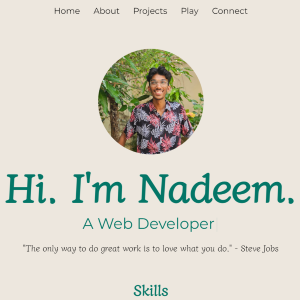 Home About Projects Play Connect
Hi. I'm Nadeem.
A Web Developer
"The only way to do great work is to love what you do." - Steve Jobs
Skills